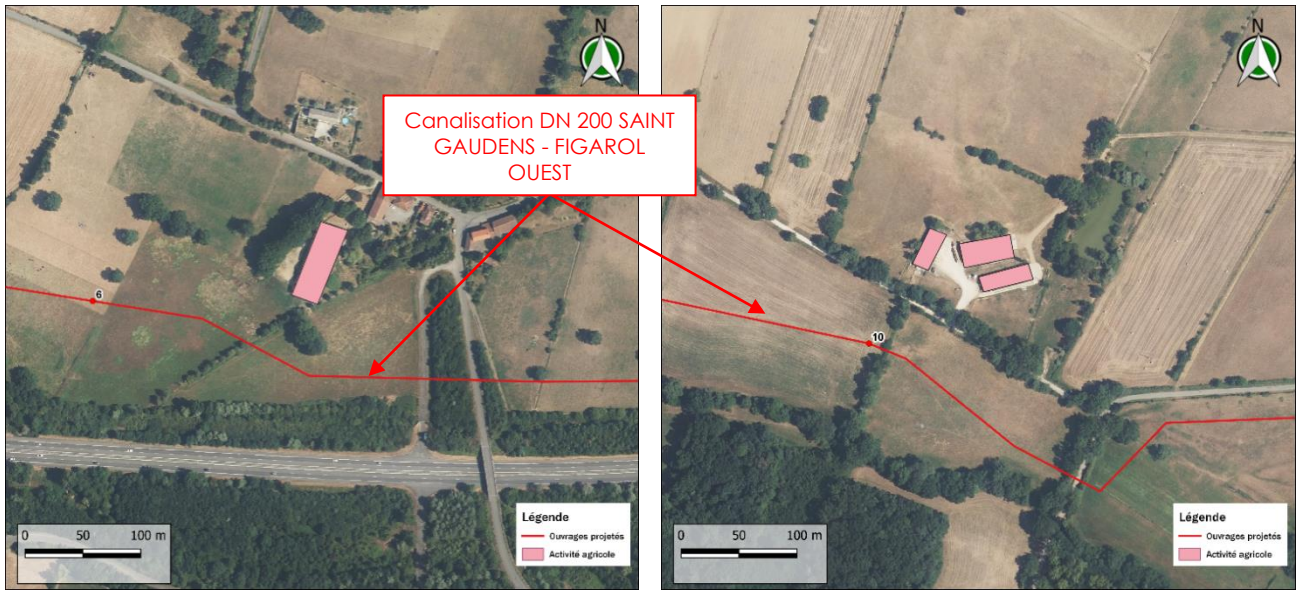 N
N
Canalisation DN 200 SAINT
GAUDENS - FIGAROL
OUEST
6
10
Légende
Ouvrages projetés
Activité agricole
0 50 100 m
Légende
Ouvrages projetés
Activité agricole
0 50 100 m